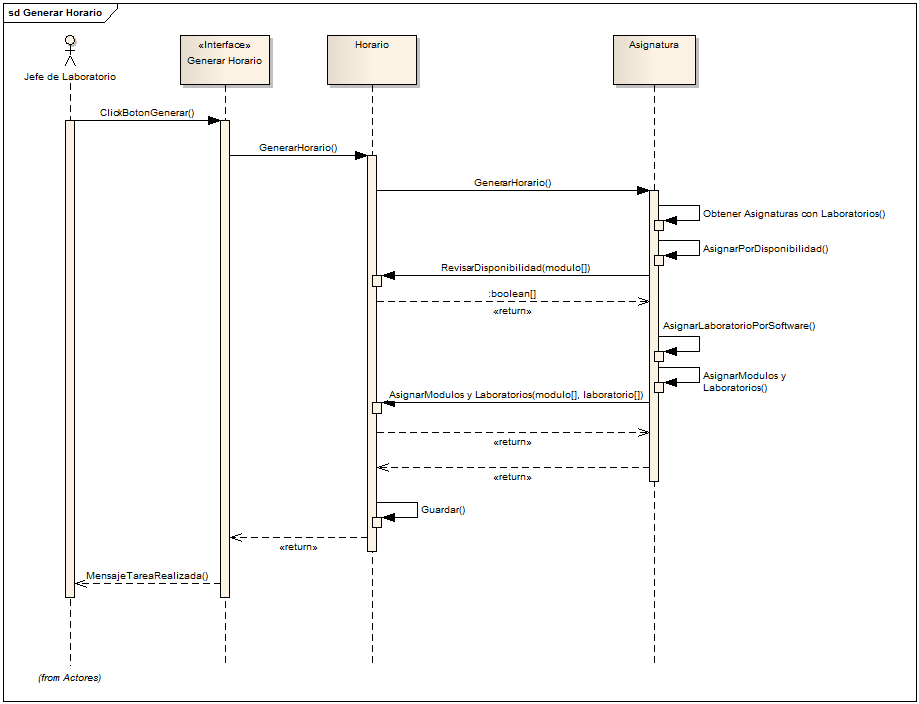 sd Generar Horario
Jefe de Laboratorio
«Interface»
Generar Horario
Horario
Asignatura
ClickBotonGenerar()
GenerarHorario()
GenerarHorario()
Obtener Asignaturas con Laboratorios()
AsignarPorDisponibilidad()
RevisarDisponibilidad(modulo[])
:boolean[]
«return»
AsignarLaboratorioPorSoftware()
AsignarModulos y
Laboratorios()
AsignarModulos y Laboratorios(modulo[], laboratorio[])
«return»
«return»
Guardar()
«return»
MensajeTareaRealizada()
(from Actores)